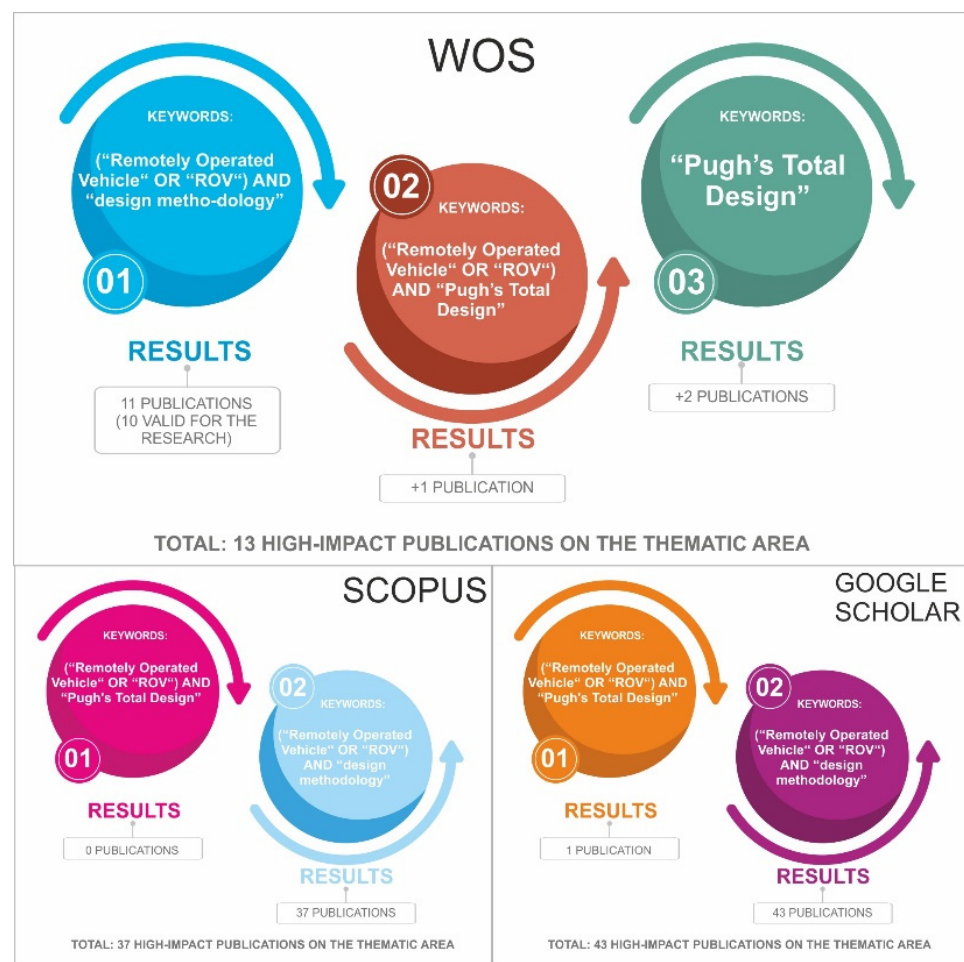 WOS
KEYWORDS:
(“Remotely Operated
Vehicle“ OR “ROV“) AND
“design metho-dology”
01
RESULTS
11 PUBLICATIONS
(10 VALID FOR THE
RESEARCH)
02
KEYWORDS:
(“Remotely Operated
Vehicle“ OR “ROV“)
AND “Pugh’s Total
Design”
RESULTS
+1 PUBLICATION
KEYWORDS:
“Pugh’s Total
Design”
03
RESULTS
+2 PUBLICATIONS
TOTAL: 13 HIGH-IMPACT PUBLICATIONS ON THE THEMATIC AREA
SCOPUS
KEYWORDS:
(“Remotely Operated
Vehicle“ OR “ROV“) AND
“Pugh’s Total Design”
01
RESULTS
0 PUBLICATIONS
02
KEYWORDS:
(“Remotely Operated
Vehicle“ OR “ROV“)
AND “design
methodology”
RESULTS
37 PUBLICATIONS
TOTAL: 37 HIGH-IMPACT PUBLICATIONS ON THE THEMATIC AREA
GOOGLE
SCHOLAR
KEYWORDS:
(“Remotely Operated
Vehicle“ OR “ROV“) AND
“Pugh’s Total Design”
01
RESULTS
1 PUBLICATION
02
KEYWORDS:
(“Remotely Operated
Vehicle“ OR “ROV“)
AND “design
methodology”
RESULTS
43 PUBLICATIONS
TOTAL: 43 HIGH-IMPACT PUBLICATIONS ON THE THEMATIC AREA